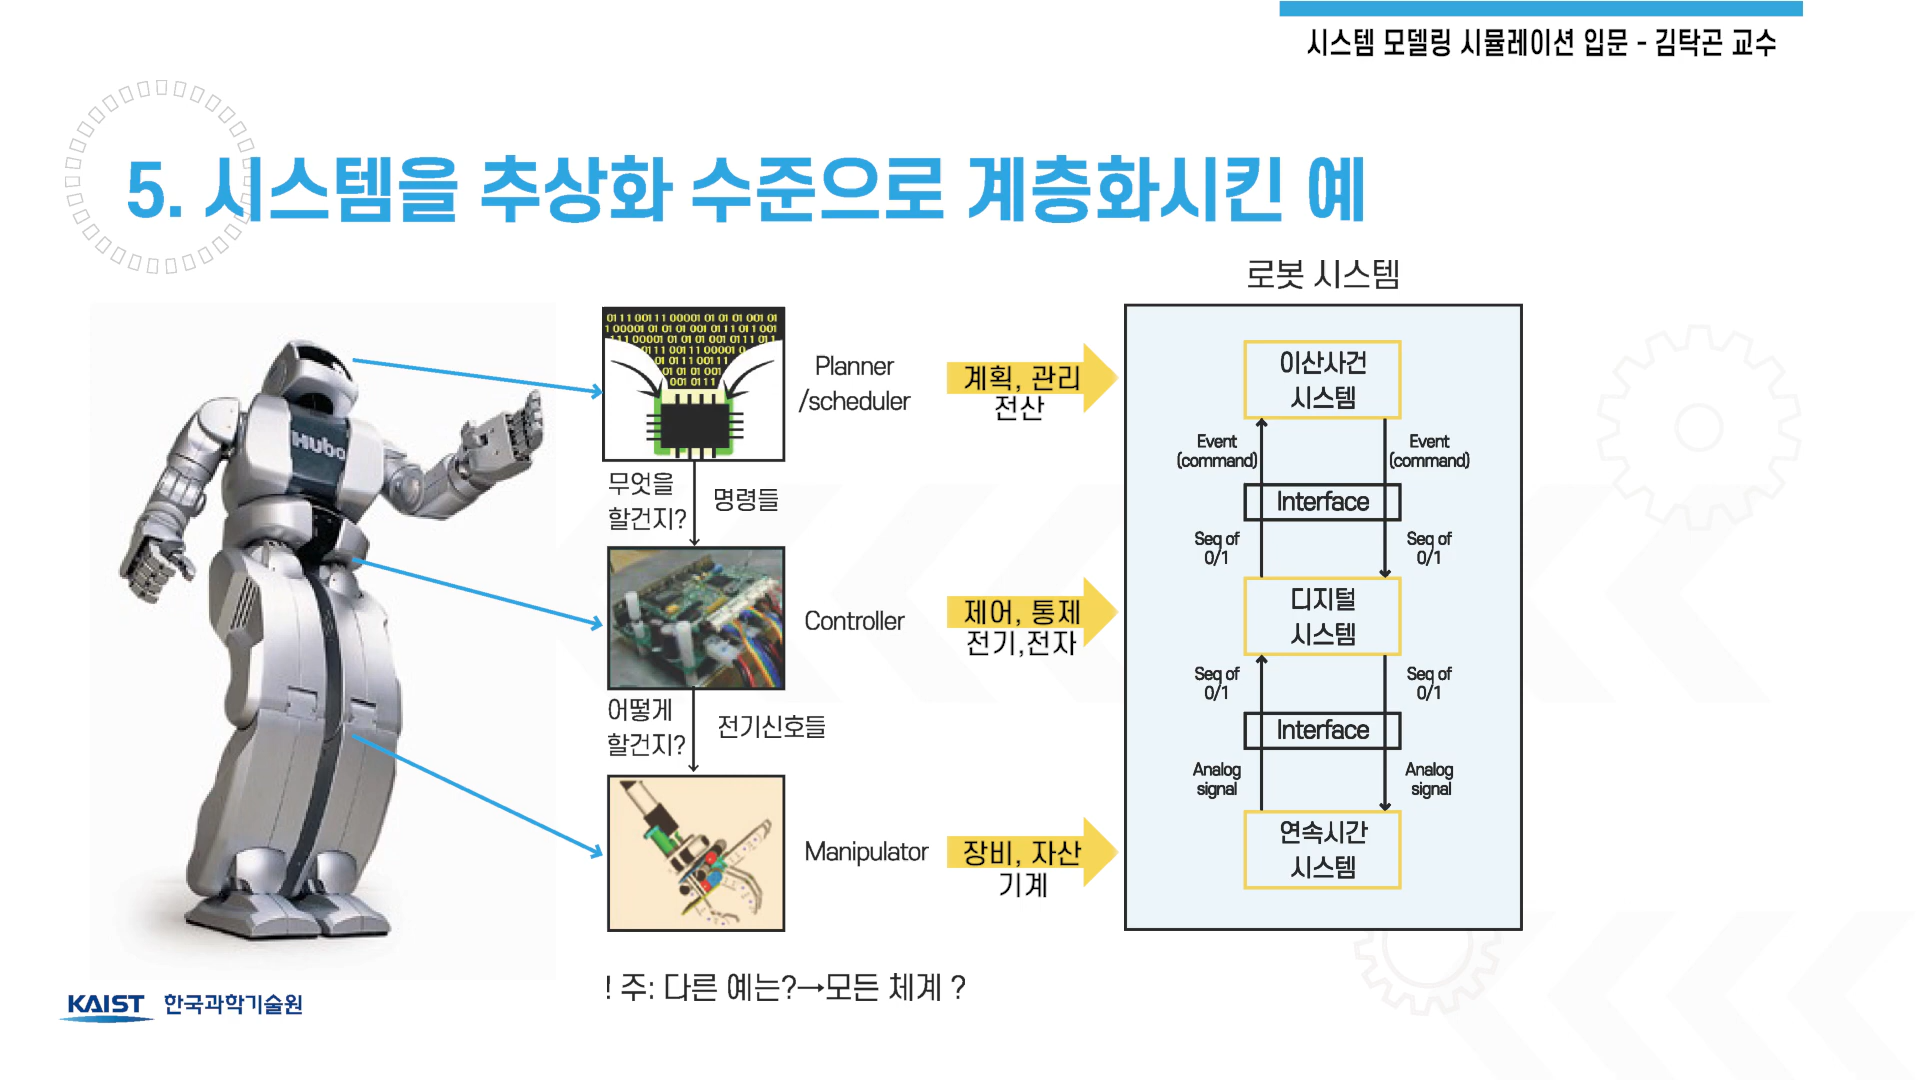 시스템 모델링 시뮬레이션 입문 - 김탁곤 교수
5. 시스템을 추상화 수준으로 계층화시킨 예
로봇 시스템
Hubo
Planner
/scheduler
계획, 관리
전산
무엇을
할건지?
명령들
Controller
제어, 통제
전기,전자
어떻게
할건지?
전기신호들
Manipulator
장비, 자산
기계
이산사건
시스템
Event
(command)
Event
(command)
Interface
Seq of
0/1
Seq of
0/1
디지털
시스템
Seq of
0/1
Seq of
0/1
Interface
Analog
signal
Analog
signal
연속시간
시스템
! 주: 다른 예는?→모든 체계 ?
KAIST 한국과학기술원